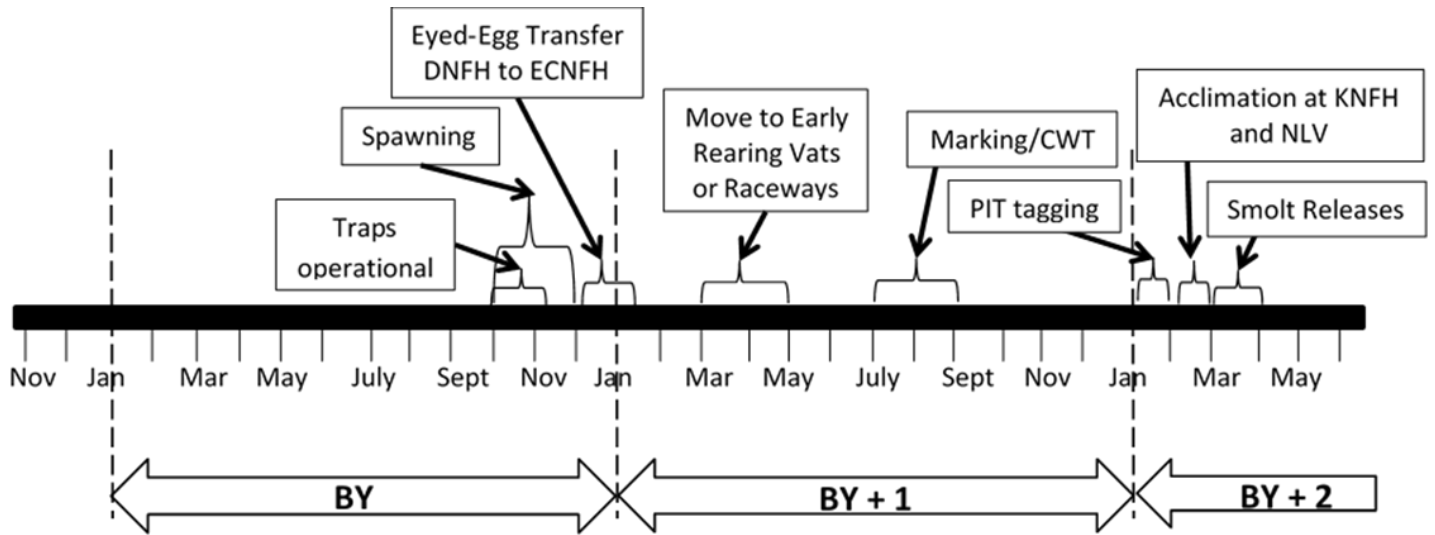 Eyed-Egg Transfer
DNFH to ECNFH
Spawning
Traps
operational
Move to Early
Rearing Vats
or Raceways
Marking/CWT
PIT tagging
Acclimation at KNFH
and NLV
Smolt Releases
Nov Jan Mar May July Sept Nov Jan Mar May July Sept Nov Jan Mar May
BY BY + 1 BY + 2